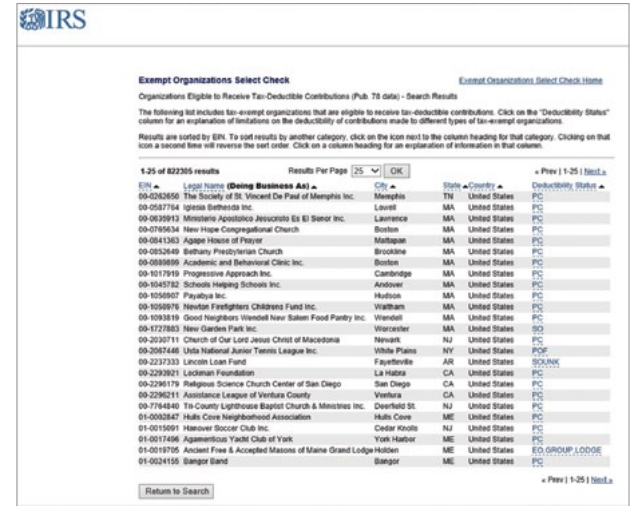 IRS
Exempt Organizations Select Check Exempt Organizations Select Check Home
Organizations Eligible to Receive Tax-Deductible Contributions (Pub. 78 data) - Search Results
The following list includes tax-exempt organizations that are eligible to receive tax-deductible contributions. Click on the "Deductibility Status"
column for an explanation of limitations on the deductibility of contributions made to different types of tax-exempt organizations.
Results are sorted by EIN. To sort results by another category, click on the icon next to the column heading for that category. Clicking on that
icon a second time will reverse the sort order. Click on a column heading for an explanation of information in that column.
1-25 of 822305 results Results Per Page 25 OK « Prev | 1-25 | Next »
EIN Legal Name (Doing Business As) City State Country Deductibility Status
00-0262650 The Society of St. Vincent De Paul of Memphis Inc. Memphis TN United States PC
00-0587764 Iglesia Bethesda Inc. Lowell MA United States PC
00-0635913 Ministerio Apostolico Jesucristo Es El Senor Inc. Lawrence MA United States PC
00-0765634 New Hope Congregational Church Boston MA United States PC
00-0841363 Agape House of Prayer Mattapan MA United States PC
00-0852649 Bethany Presbyterian Church Brookline MA United States PC
00-0889899 Academic and Behavioral Clinic Inc. Boston MA United States PC
00-1017919 Progressive Approach Inc. Cambridge MA United States PC
00-1045782 Schools Helping Schools Inc. Andover MA United States PC
00-1056907 Payabya Inc. Hudson MA United States PC
00-1058976 Newton Firefighters Childrens Fund Inc. Waltham MA United States PC
00-1093819 Good Neighbors Wendell New Salem Food Pantry Inc. Wendell MA United States PC
00-1727883 New Garden Park Inc. Worcester MA United States SO
00-2030711 Church of Our Lord Jesus Christ of Macedonia Newark NJ United States PC
00-2067446 Usta National Junior Tennis League Inc. White Plains NY United States POF
00-2237333 Lincoln Loan Fund Fayetteville AR United States SOUNK
00-2293921 Lockman Foundation La Habra CA United States PC
00-2296179 Religious Science Church Center of San Diego San Diego CA United States PC
00-2296211 Assistance League of Ventura County Ventura CA United States PC
00-7764840 Tri-County Lighthouse Baptist Church & Ministries Inc. Deerfield St. NJ United States PC
01-0002847 Hulls Cove Neighborhood Association Hulls Cove ME United States PC
01-0015091 Hanover Soccer Club Inc. Cedar Knolls NJ United States PC
01-0017496 Agamenticus Yacht Club of York York Harbor ME United States PC
01-0019705 Ancient Free & Accepted Masons of Maine Grand Lodge Holden ME United States EO,GROUP,LODGE
01-0024155 Bangor Band Bangor ME United States PC
« Prev | 1-25 | Next »
Return to Search